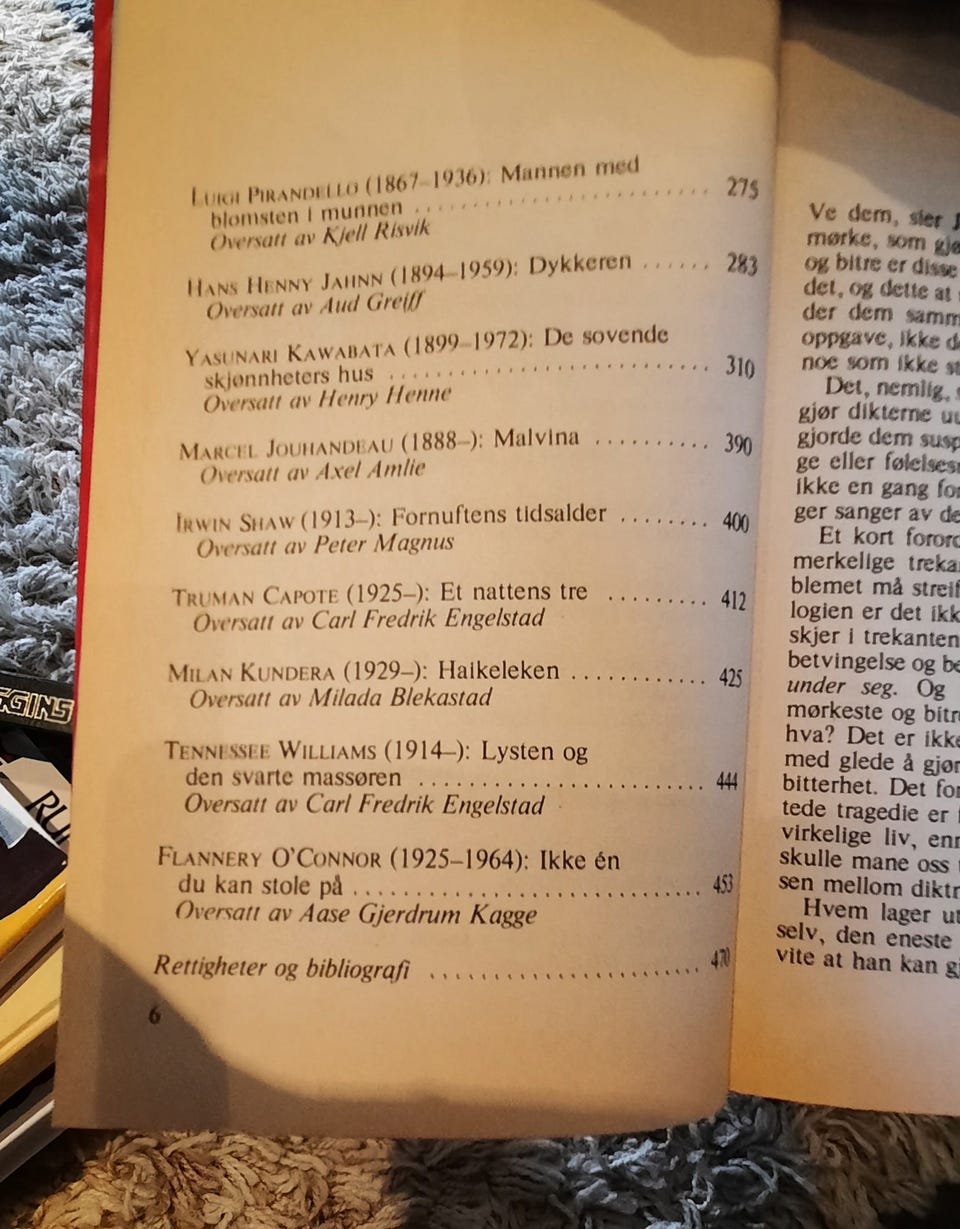 LUIGI PIRANDELLO (1867–1936): Mannen med
blomsten i munnen ........................ 275
Oversatt av Kjell Risvik
HANS HENNY JAHNN (1894–1959): Dykkeren ...... 283
Oversatt av Aud Greiff
YASUNARI KAWABATA (1899–1972): De sovende
skjønnheters hus ........................... 310
Oversatt av Henry Henne
MARCEL JOUHANDEAU (1888–): Malvina .......... 390
Oversatt av Axel Amlie
IRWIN SHAW (1913–): Fornuftens tidsalder ........ 400
Oversatt av Peter Magnus
TRUMAN CAPOTE (1925–): Et nattens tre ......... 412
Oversatt av Carl Fredrik Engelstad
MILAN KUNDERA (1929–): Haikeleken ............ 425
Oversatt av Milada Blekastad
TENNESSEE WILLIAMS (1914–): Lysten og
den svarte massøren ........................... 444
Oversatt av Carl Fredrik Engelstad
FLANNERY O'CONNOR (1925–1964): Ikke én
du kan stole på ................................ 453
Oversatt av Aase Gjerdrum Kagge
Rettigheter og bibliografi ........................ 470
6
Ve dem, sier
mørke, som
og bitre er disse
det, og dette at
der dem
oppgave, ikke
noe som ikke
Det, nemlig,
gjør dikterne
gjorde dem
ge eller
ikke en gang
ger sanger av
Et kort
merkelige
blemet må
logien er det
skjer i trekanten
betvingelse og
under seg. Og
mørkeste og
hva? Det er ikke
med glede å
bitterhet. Det
tede tragedie er
virkelige liv,
skulle mane oss
sen mellom
Hvem lager
selv, den eneste
vite at han kan
GGINS
RU